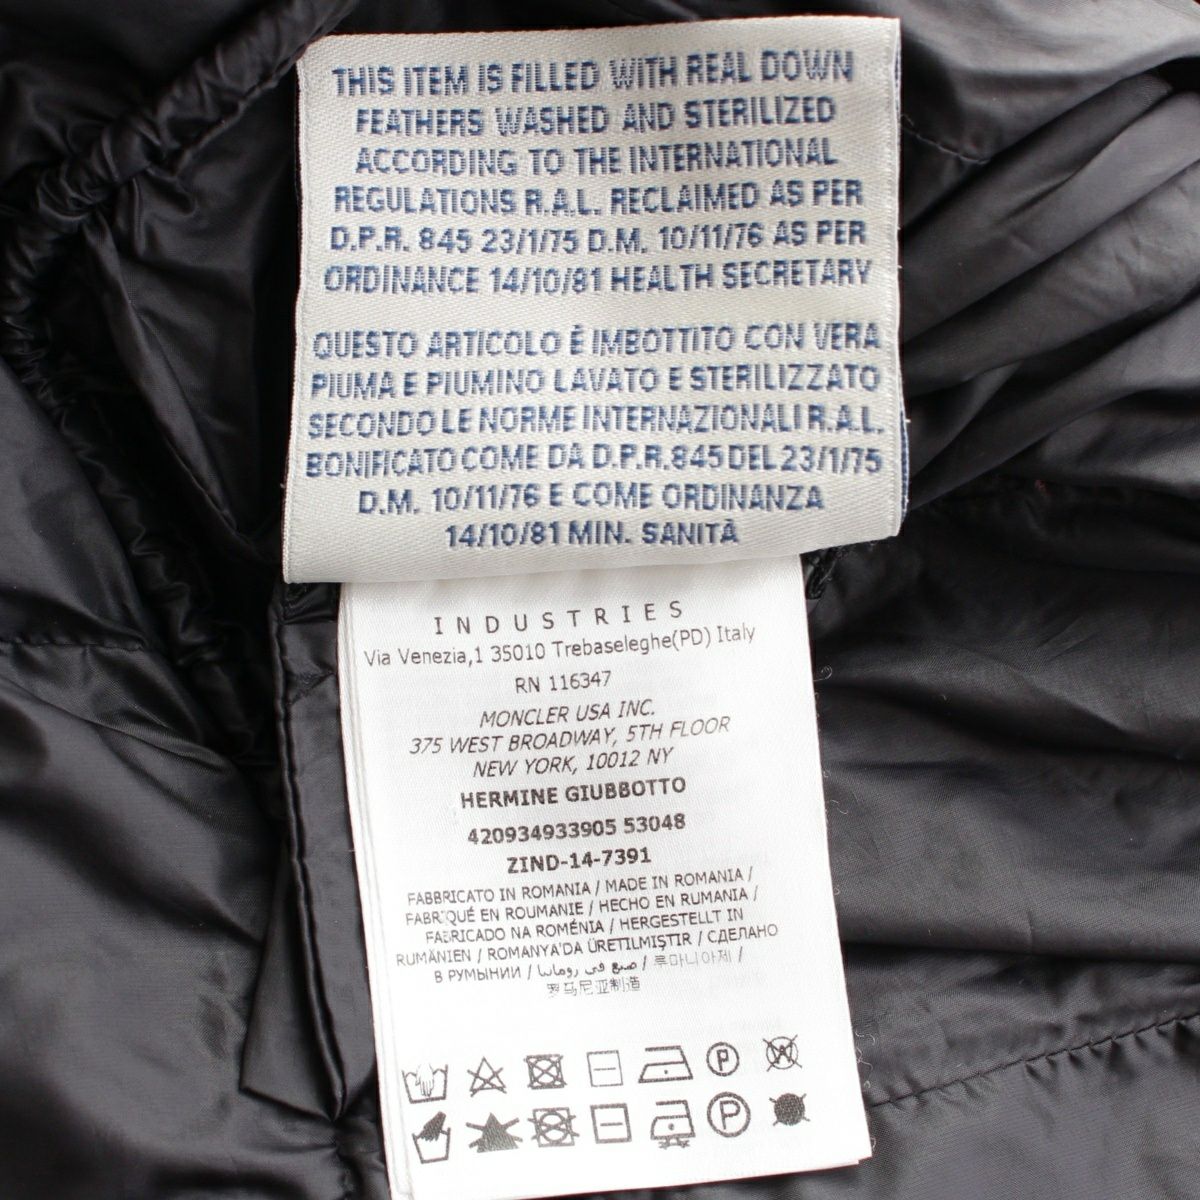 THIS ITEM IS FILLED WITH REAL DOWN
FEATHERS WASHED AND STERILIZED
ACCORDING TO THE INTERNATIONAL
REGULATIONS R.A.L. RECLAIMED AS PER
D.P.R. 845 23/1/75 D.M. 10/11/76 AS PER
ORDINANCE 14/10/81 HEALTH SECRETARY
QUESTO ARTICOLO È IMBOTTITO CON VERA
PIUMA E PIUMINO LAVATO E STERILIZZATO
SECONDO LE NORME INTERNAZIONALI R.A.L.
BONIFICATO COME DA D.P.R.845 DEL 23/1/75
D.M. 10/11/76 E COME ORDINANZA
14/10/81 MIN. SANITÀ
INDUSTRIES
Via Venezia,1 35010 Trebaseleghe(PD) Italy
RN 116347
MONCLER USA INC.
375 WEST BROADWAY, 5TH FLOOR
NEW YORK, 10012 NY
HERMINE GIUBBOTTO
420934933905 53048
ZIND-14-7391
FABBRICATO IN ROMANIA / MADE IN ROMANIA /
FABRIQUÉ EN ROUMANIE / HECHO EN RUMANIA /
FABRICADO NA ROMÉNIA / HERGESTELLT IN
RUMÄNIEN / ROMANYA'DA ÜRETILMIŞTIR / СДЕЛАНО
В РУМЫНИИ / صنع في رومانيا / 루마니아제 /
罗马尼亚制造
P W
P